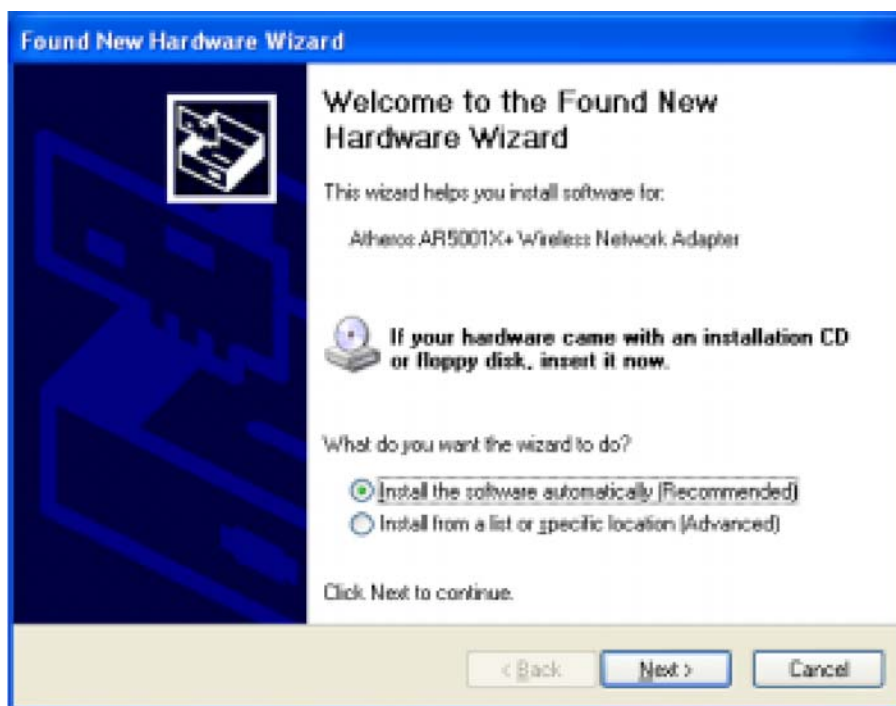 Found New Hardware Wizard
Welcome to the Found New
Hardware Wizard
This wizard helps you install software for:
Atheros AR5001X+ Wireless Network Adapter
If your hardware came with an installation CD
or floppy disk, insert it now.
What do you want the wizard to do?
Install the software automatically (Recommended)
Install from a list or specific location (Advanced)
Click Next to continue.
< Back
Next >
Cancel